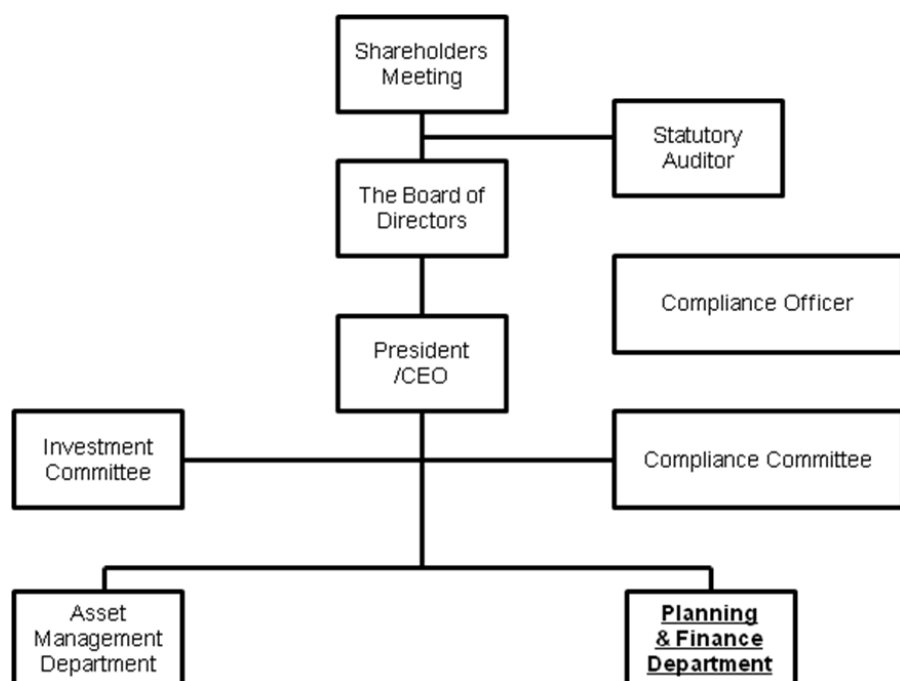 Shareholders
Meeting
Statutory
Auditor
The Board of
Directors
Compliance Officer
President
/CEO
Investment
Committee
Compliance Committee
Asset
Management
Department
Planning
& Finance
Department